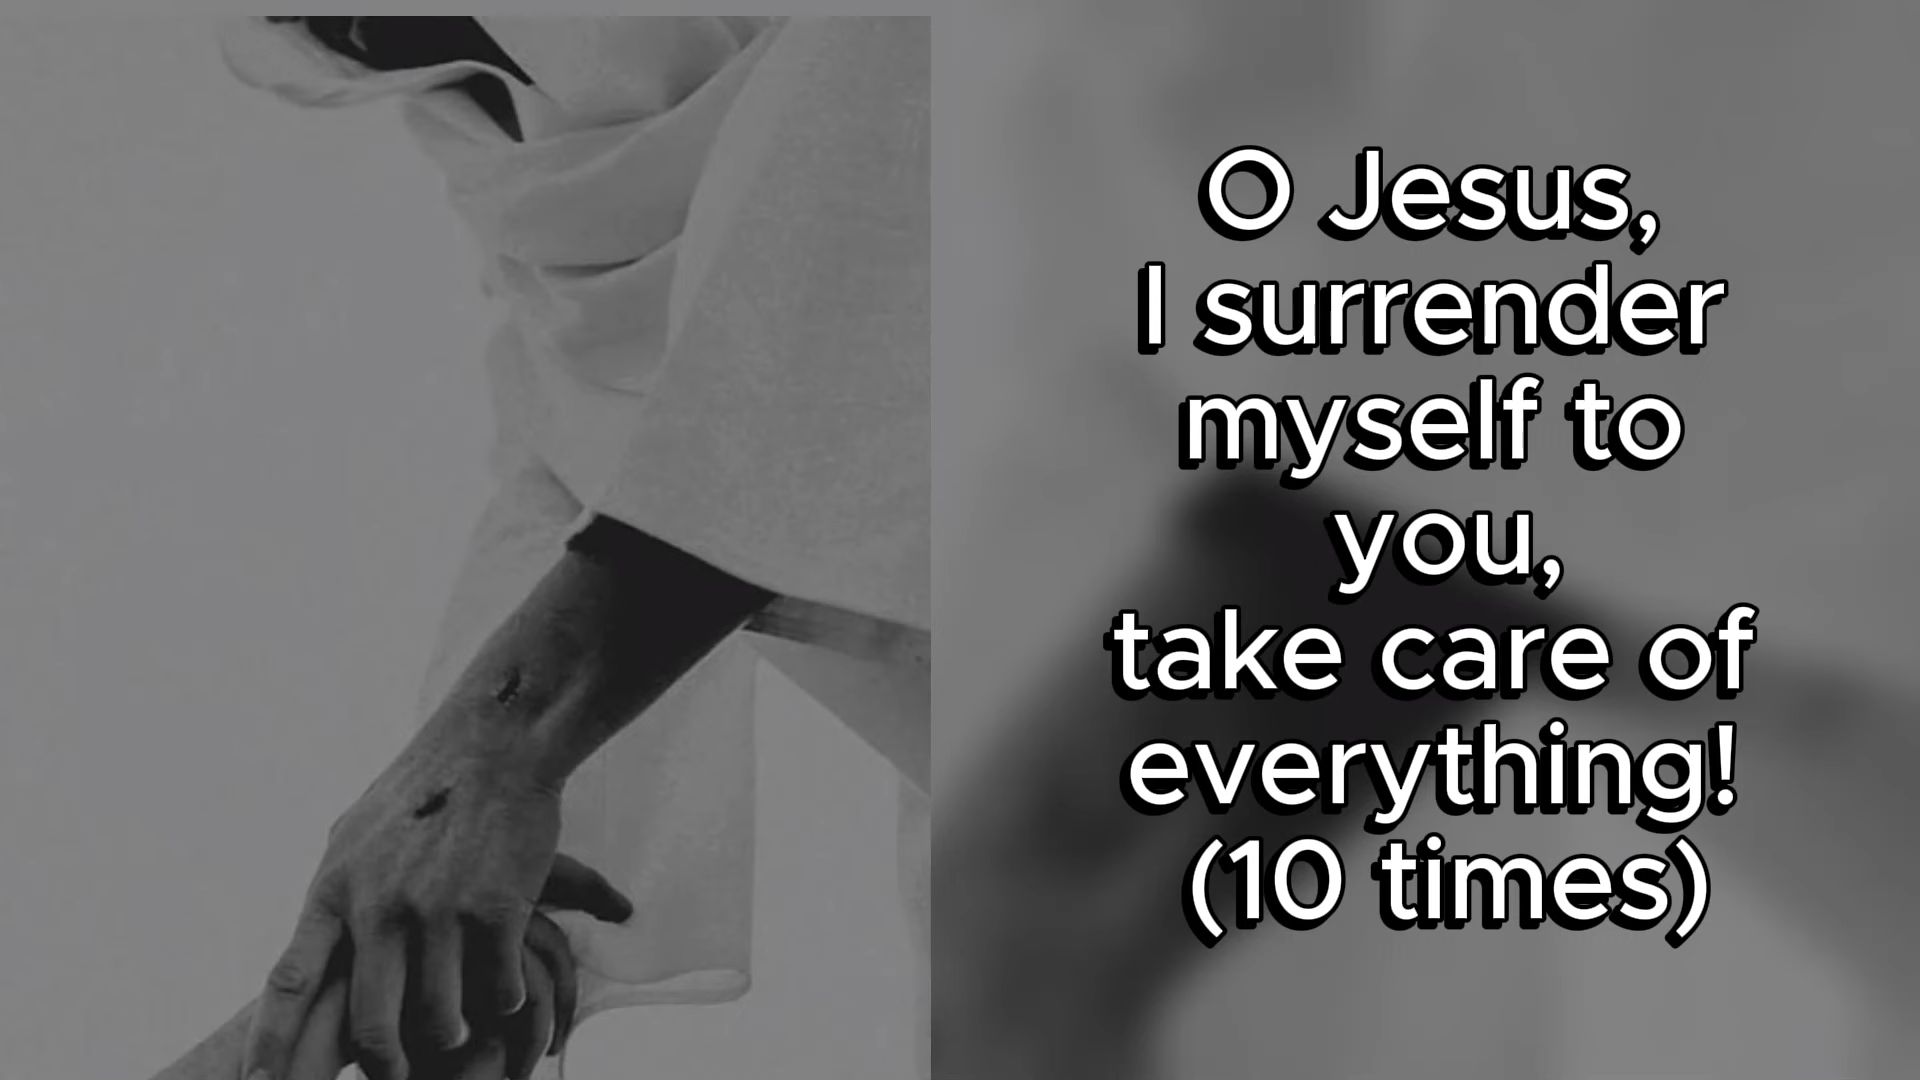 O Jesus,
I surrender
myself to
you,
take care of
everything!
(10 times)